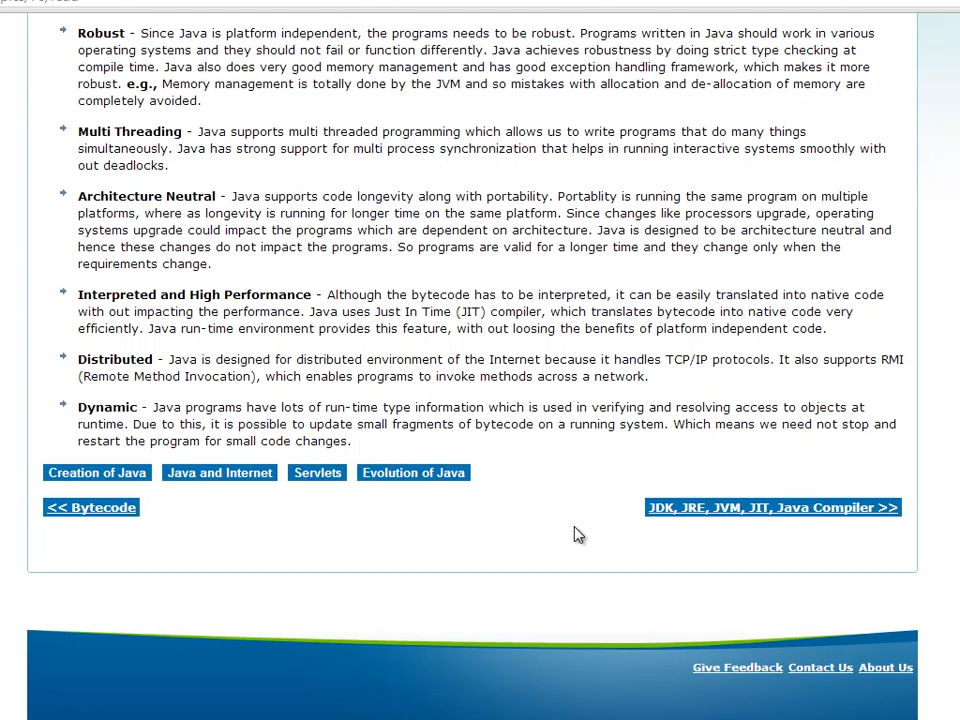 Robust - Since Java is platform independent, the programs needs to be robust. Programs written in Java should work in various
operating systems and they should not fail or function differently. Java achieves robustness by doing strict type checking at
compile time. Java also does very good memory management and has good exception handling framework, which makes it more
robust. e.g., Memory management is totally done by the JVM and so mistakes with allocation and de-allocation of memory are
completely avoided.
Multi Threading - Java supports multi threaded programming which allows us to write programs that do many things
simultaneously. Java has strong support for multi process synchronization that helps in running interactive systems smoothly with
out deadlocks.
Architecture Neutral - Java supports code longevity along with portability. Portablity is running the same program on multiple
platforms, where as longevity is running for longer time on the same platform. Since changes like processors upgrade, operating
systems upgrade could impact the programs which are dependent on architecture. Java is designed to be architecture neutral and
hence these changes do not impact the programs. So programs are valid for a longer time and they change only when the
requirements change.
Interpreted and High Performance - Although the bytecode has to be interpreted, it can be easily translated into native code
with out impacting the performance. Java uses Just In Time (JIT) compiler, which translates bytecode into native code very
efficiently. Java run-time environment provides this feature, with out loosing the benefits of platform independent code.
Distributed - Java is designed for distributed environment of the Internet because it handles TCP/IP protocols. It also supports RMI
(Remote Method Invocation), which enables programs to invoke methods across a network.
Dynamic - Java programs have lots of run-time type information which is used in verifying and resolving access to objects at
runtime. Due to this, it is possible to update small fragments of bytecode on a running system. Which means we need not stop and
restart the program for small code changes.
Creation of Java Java and Internet Servlets Evolution of Java
<< Bytecode JDK, JRE, JVM, JIT, Java Compiler >>
Give Feedback Contact Us About Us